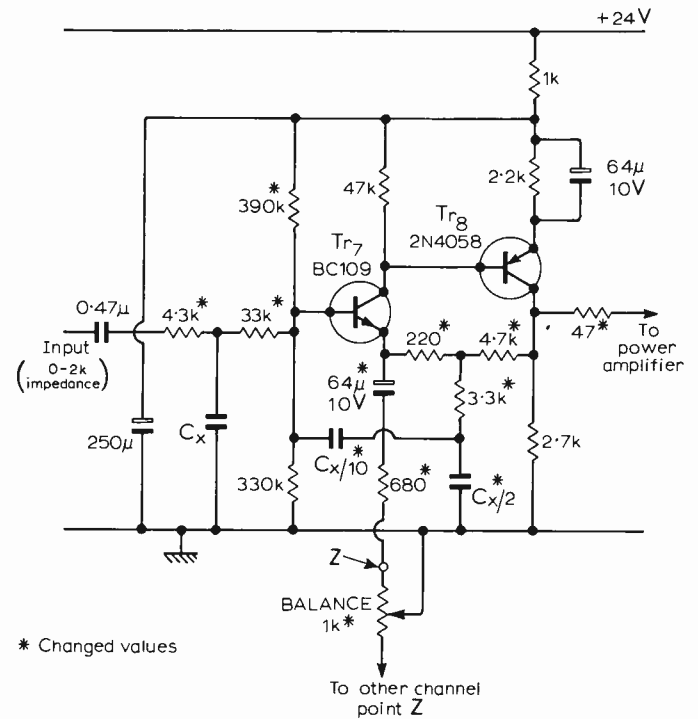 +24V
1k
*
390k
47k
2·2k
64μ
10V
Tr7
BC109
Tr8
2N4058
0·47μ
4·3k*
33k*
Input
(0-2k
impedance)
220*
4·7k*
47*
To
power
amplifier
64μ*
10V
3·3k*
250μ
Cx
Cx/10*
330k
680*
Cx/2*
2·7k
Z
BALANCE
1k*
* Changed values
To other channel
point Z